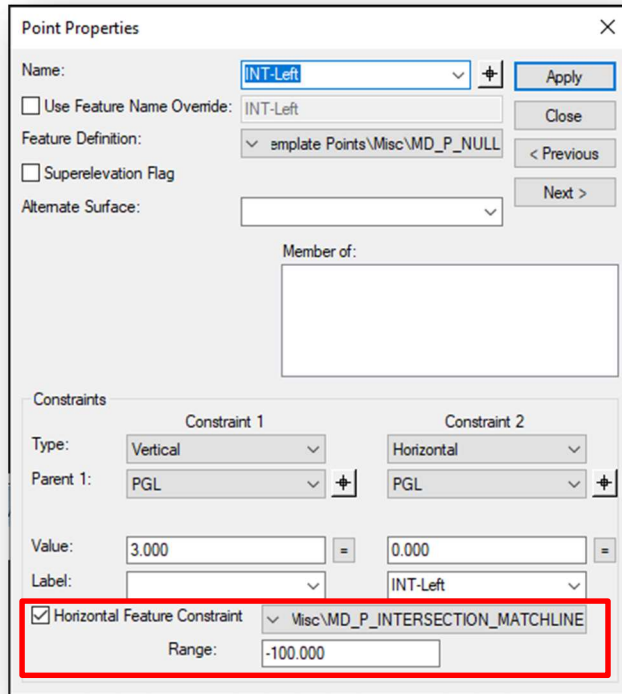 Point Properties
Name: INT-Left Apply
Use Feature Name Override: INT-Left Close
Feature Definition: emplate Points\Misc\MD_P_NULL < Previous
Superelevation Flag Next >
Alternate Surface:
Member of:
Constraints
Constraint 1 Constraint 2
Type: Vertical Horizontal
Parent 1: PGL PGL
Value: 3.000 = 0.000 =
Label: INT-Left
Horizontal Feature Constraint Misc\MD_P_INTERSECTION_MATCHLINE
Range: -100.000